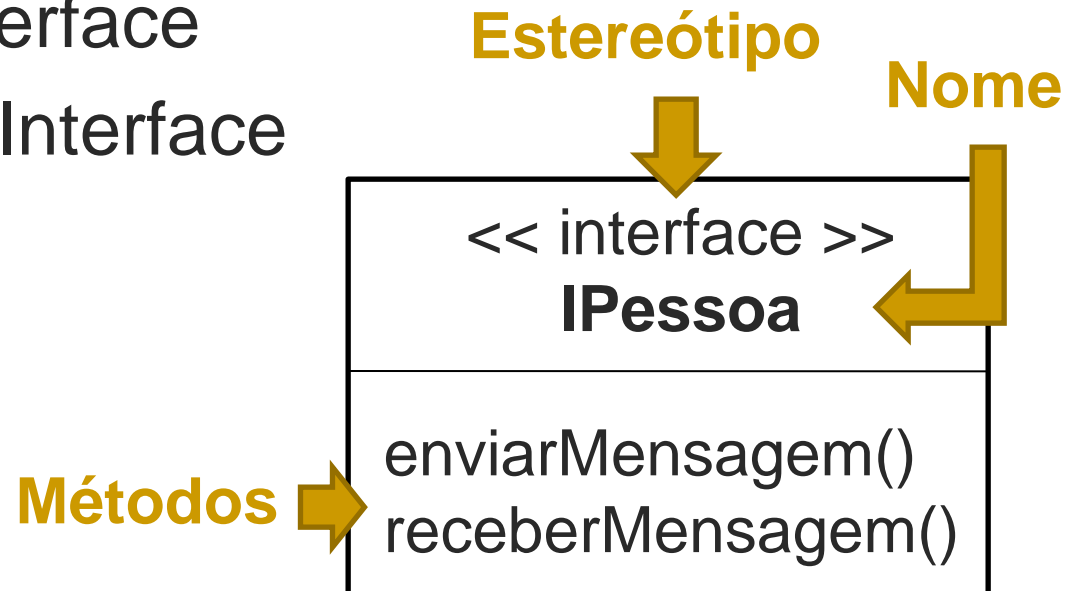 erface
Interface
Estereótipo
Nome
<< interface >>
IPessoa
Métodos
enviarMensagem()
receberMensagem()